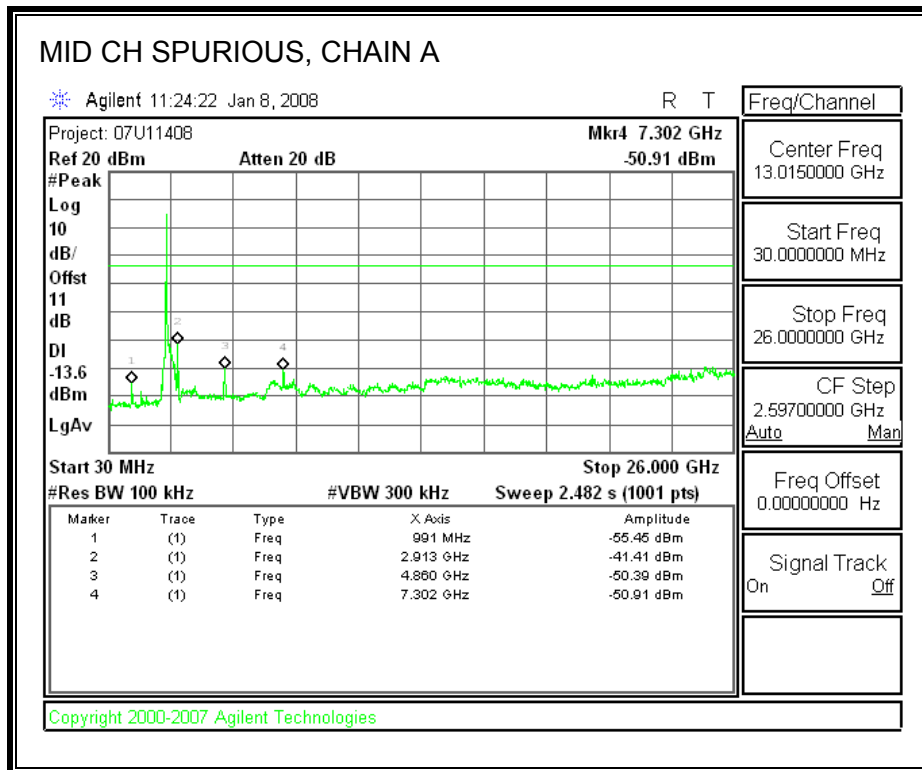 MID CH SPURIOUS, CHAIN A
Agilent 11:24:22 Jan 8, 2008 R T
Project: 07U11408 Mkr4 7.302 GHz
Ref 20 dBm Atten 20 dB -50.91 dBm
#Peak
Log
10
dB/
Offst
11
dB
DI
-13.6
dBm
LgAv
1
2
3
4
Start 30 MHz Stop 26.000 GHz
#Res BW 100 kHz #VBW 300 kHz Sweep 2.482 s (1001 pts)
Marker Trace Type X Axis Amplitude
1 (1) Freq 991 MHz -55.45 dBm
2 (1) Freq 2.913 GHz -41.41 dBm
3 (1) Freq 4.860 GHz -50.39 dBm
4 (1) Freq 7.302 GHz -50.91 dBm
Freq/Channel
Center Freq
13.0150000 GHz
Start Freq
30.0000000 MHz
Stop Freq
26.0000000 GHz
CF Step
2.59700000 GHz
Auto Man
Freq Offset
0.00000000 Hz
Signal Track
On Off
Copyright 2000-2007 Agilent Technologies